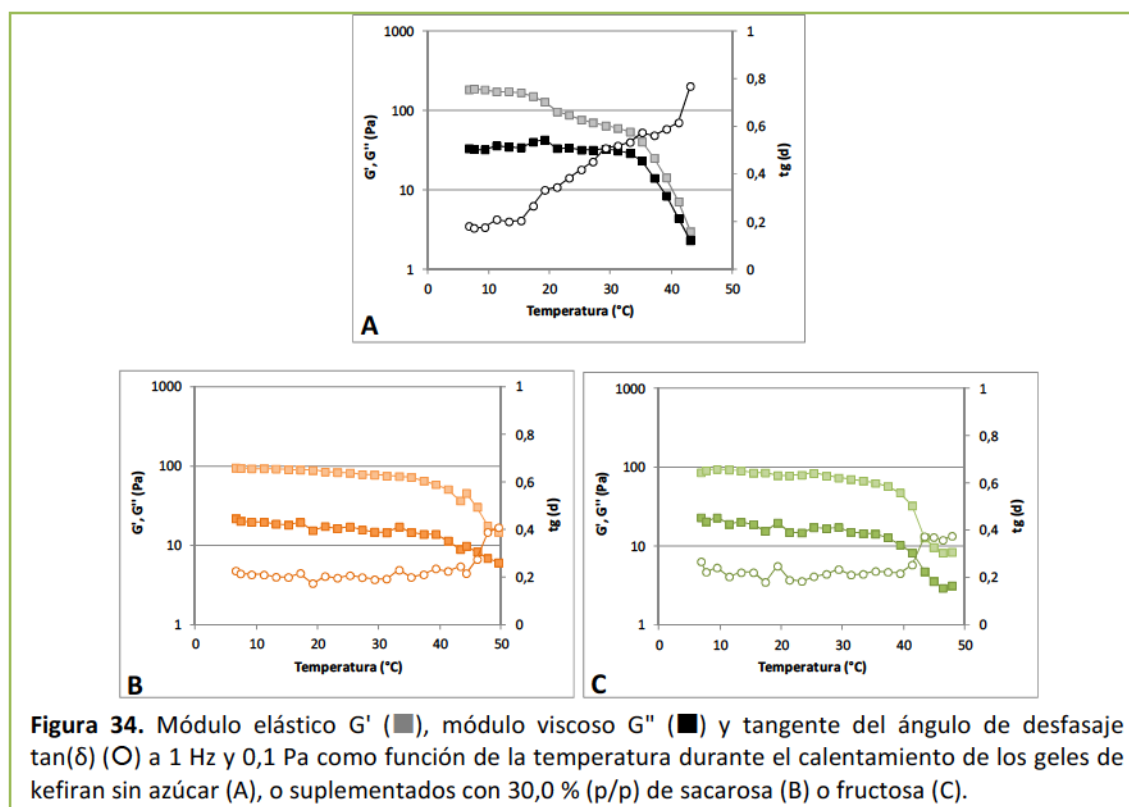 1000
100
10
1
G', G'' (Pa)
1
0,8
0,6
0,4
0,2
0
tg (d)
0 10 20 30 40 50
Temperatura (°C)
A
B
1000
100
10
1
G', G'' (Pa)
1
0,8
0,6
0,4
0,2
0
tg (d)
0 10 20 30 40 50
Temperatura (°C)
C
1000
100
10
1
G', G'' (Pa)
1
0,8
0,6
0,4
0,2
0
tg (d)
0 10 20 30 40 50
Temperatura (°C)
Figura 34. Módulo elástico G' (■), módulo viscoso G" (■) y tangente del ángulo de desfasaje
tan(δ) (O) a 1 Hz y 0,1 Pa como función de la temperatura durante el calentamiento de los geles de
kefiran sin azúcar (A), o suplementados con 30,0 % (p/p) de sacarosa (B) o fructosa (C).